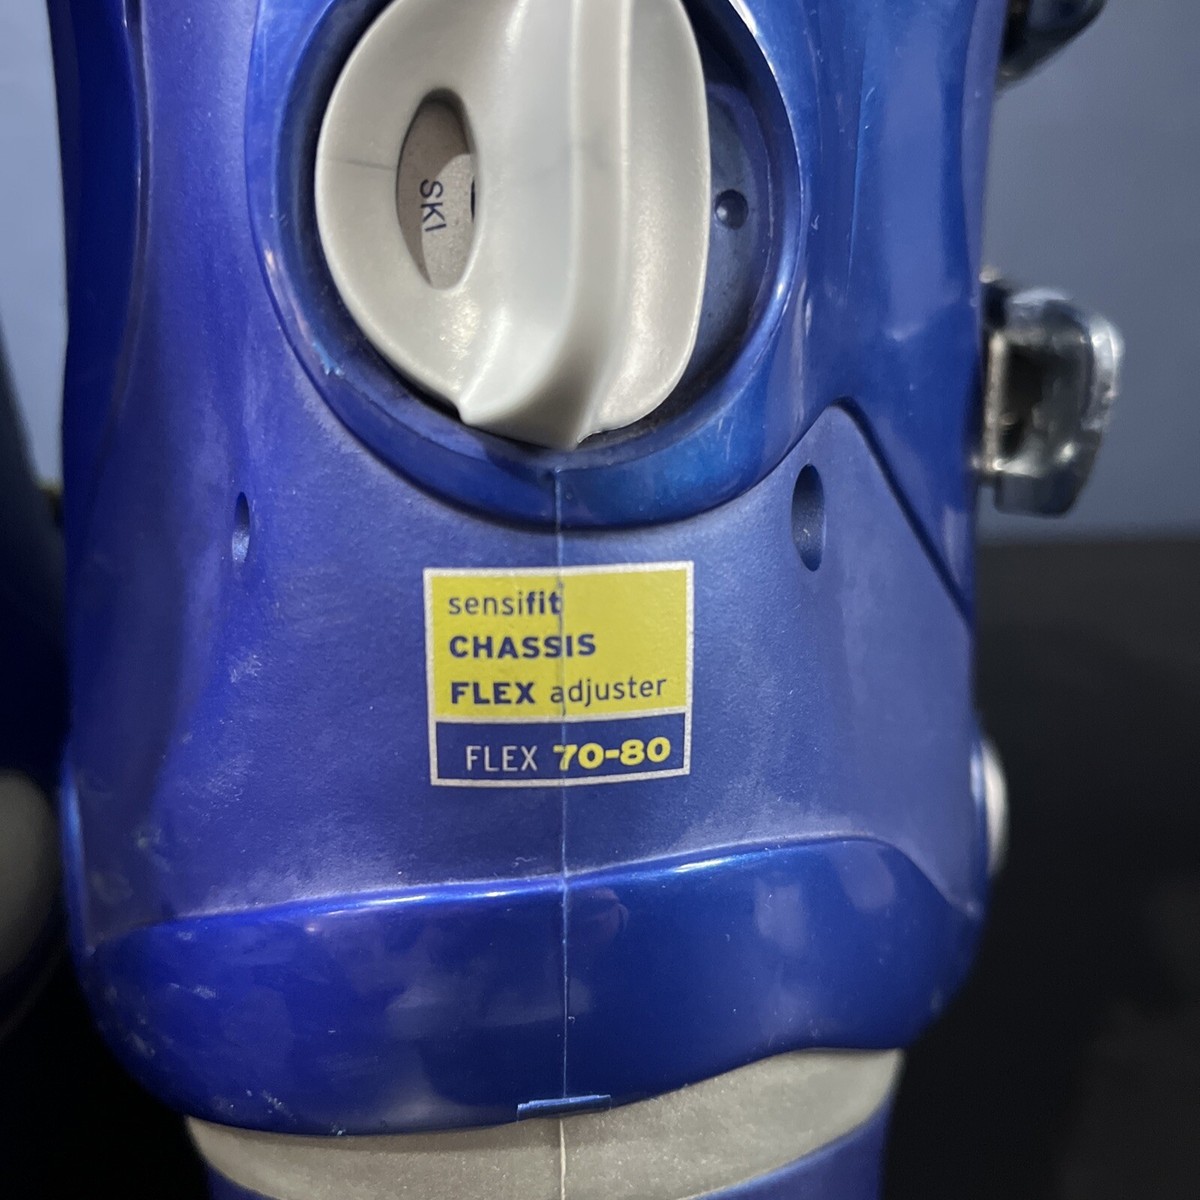 SKI
sensifit
CHASSIS
FLEX adjuster
FLEX 70-80